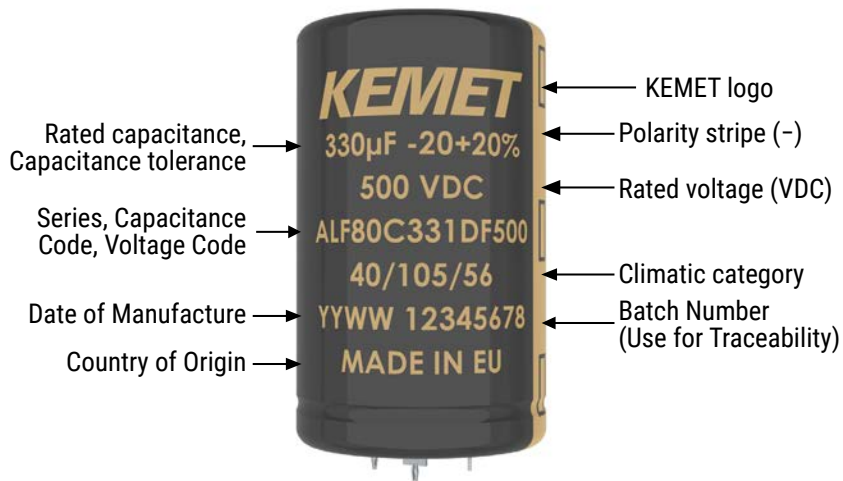 KEMET
330µF -20+20%
500 VDC
ALF80C331DF500
40/105/56
YYWW 12345678
MADE IN EU
Rated capacitance,
Capacitance tolerance
Series, Capacitance
Code, Voltage Code
Date of Manufacture
Country of Origin
KEMET logo
Polarity stripe (−)
Rated voltage (VDC)
Climatic category
Batch Number
(Use for Traceability)